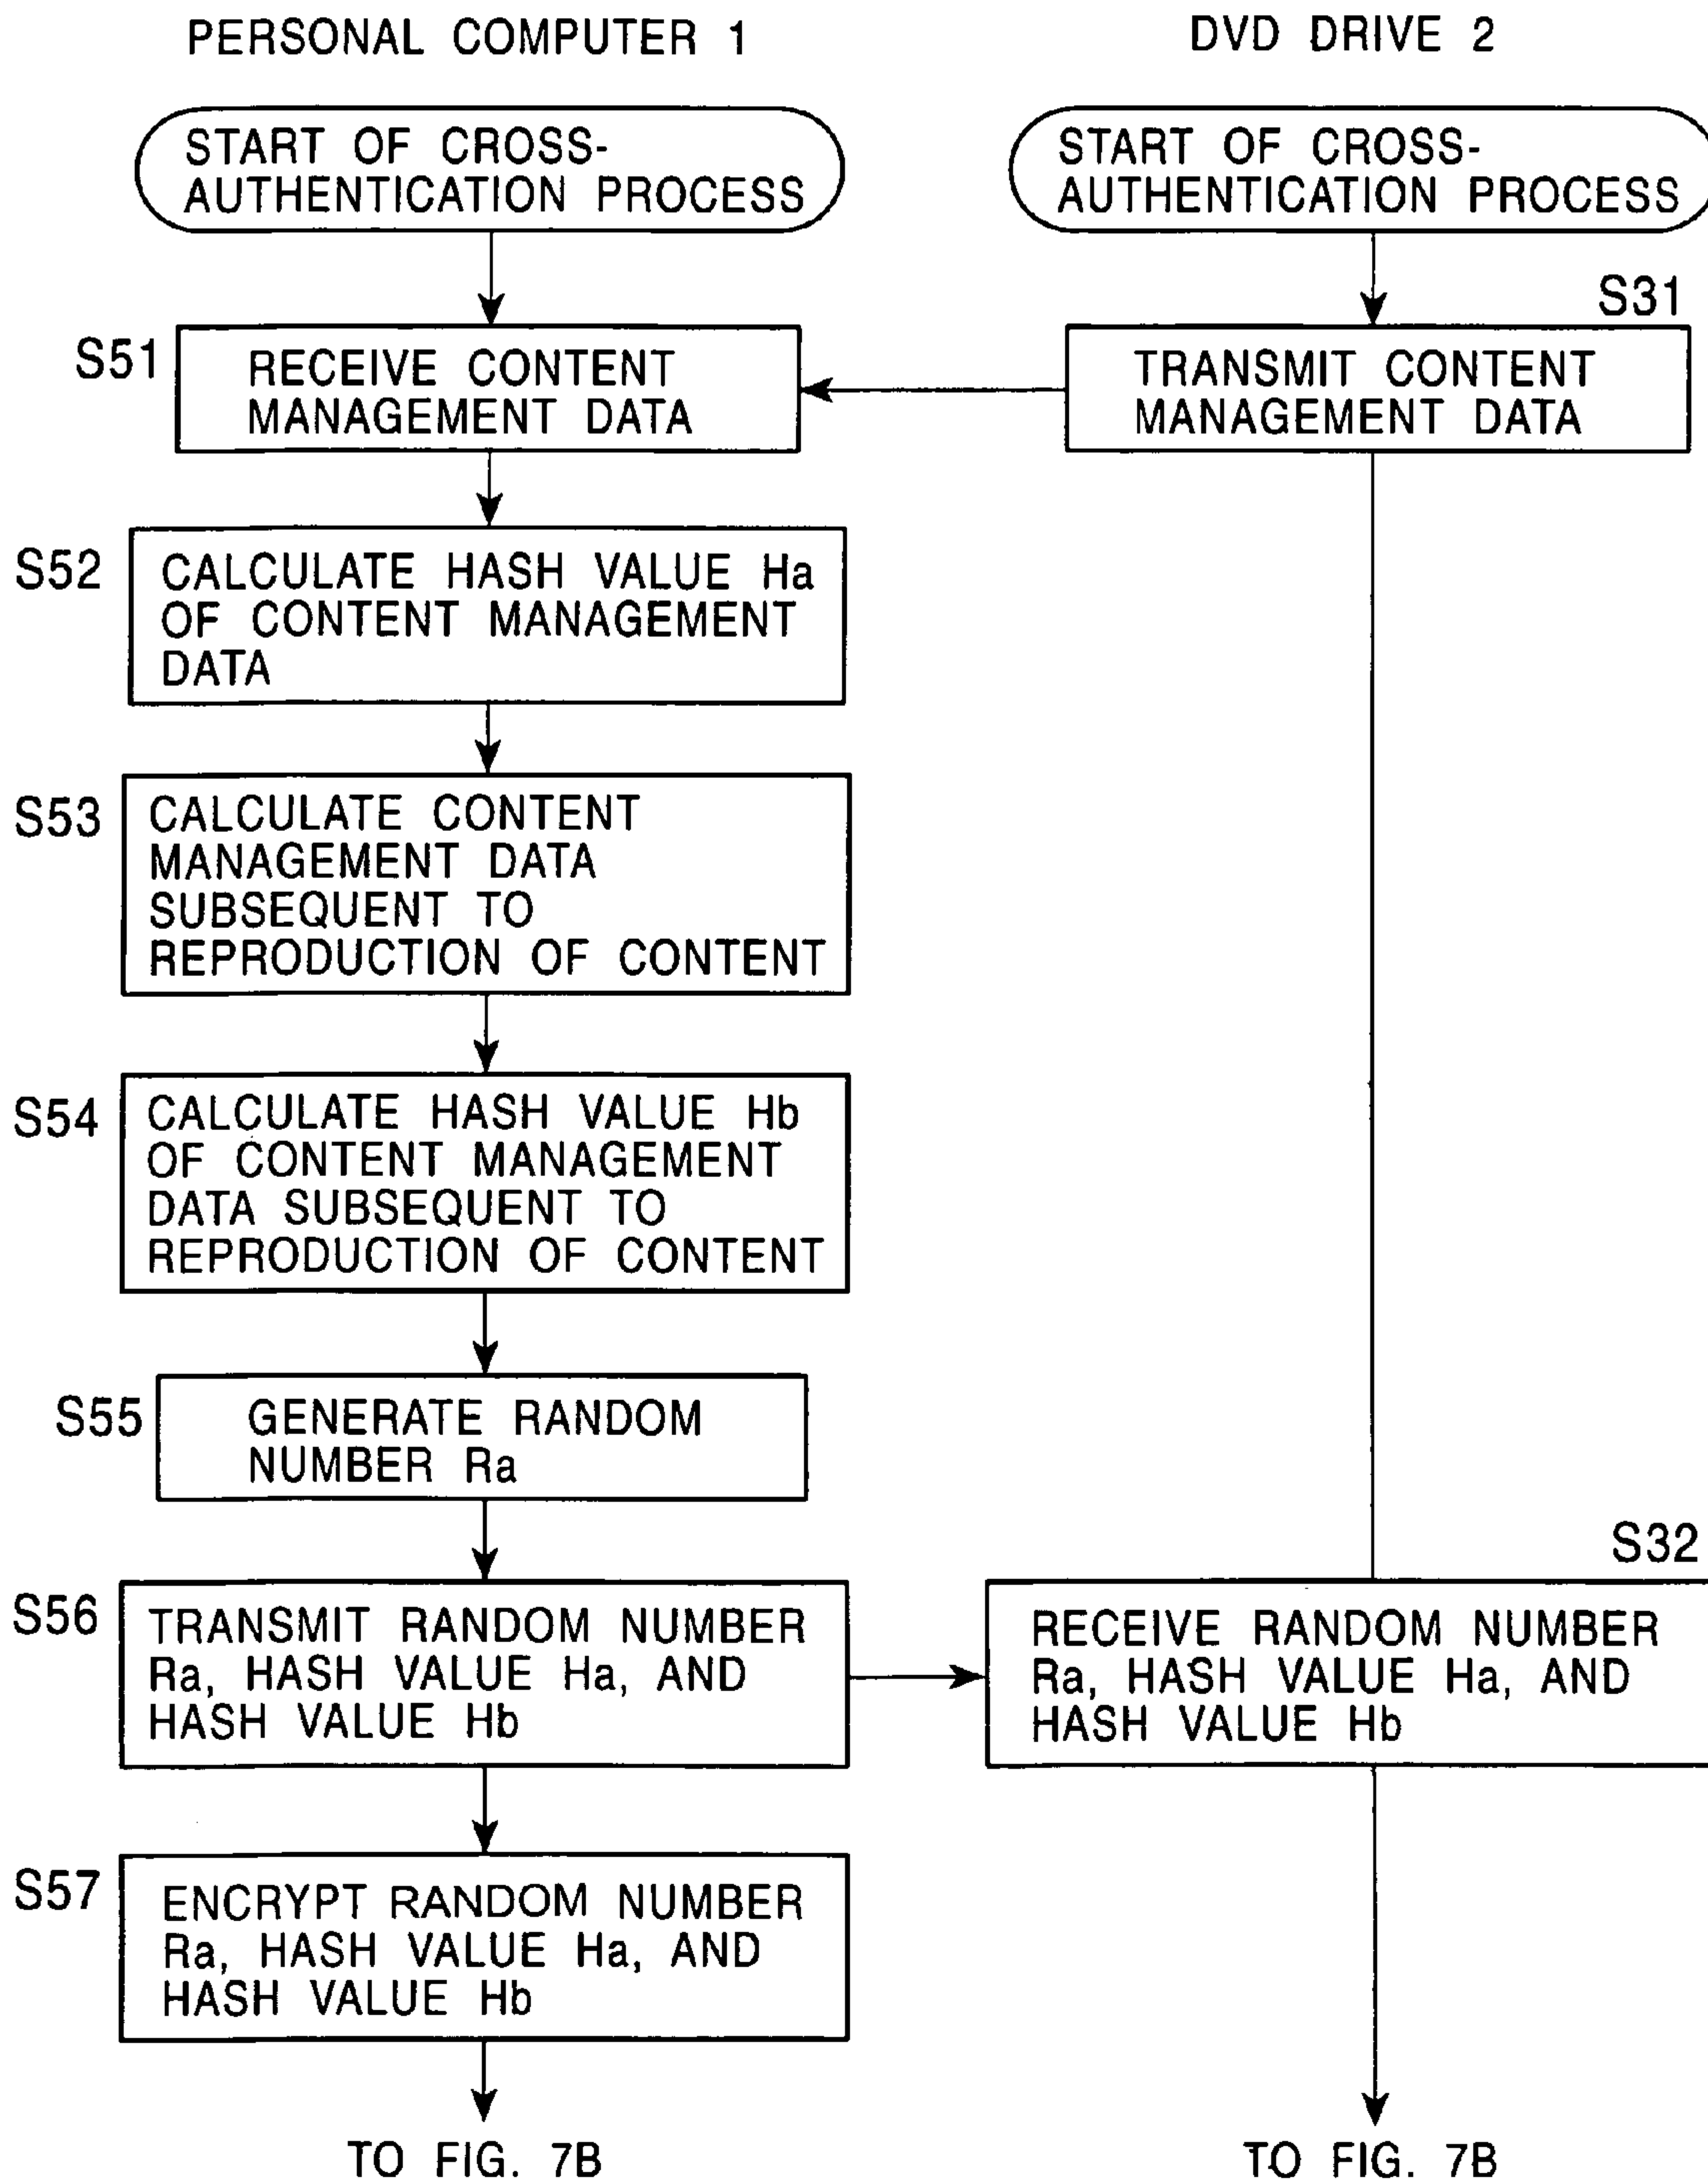 PERSONAL COMPUTER 1
DVD DRIVE 2
START OF CROSS-
AUTHENTICATION PROCESS
START OF CROSS-
AUTHENTICATION PROCESS
S51
RECEIVE CONTENT
MANAGEMENT DATA
S31
TRANSMIT CONTENT
MANAGEMENT DATA
S52
CALCULATE HASH VALUE Ha
OF CONTENT MANAGEMENT
DATA
S53
CALCULATE CONTENT
MANAGEMENT DATA
SUBSEQUENT TO
REPRODUCTION OF CONTENT
S54
CALCULATE HASH VALUE Hb
OF CONTENT MANAGEMENT
DATA SUBSEQUENT TO
REPRODUCTION OF CONTENT
S55
GENERATE RANDOM
NUMBER Ra
S56
TRANSMIT RANDOM NUMBER
Ra, HASH VALUE Ha, AND
HASH VALUE Hb
S32
RECEIVE RANDOM NUMBER
Ra, HASH VALUE Ha, AND
HASH VALUE Hb
S57
ENCRYPT RANDOM NUMBER
Ra, HASH VALUE Ha, AND
HASH VALUE Hb
TO FIG. 7B
TO FIG. 7B